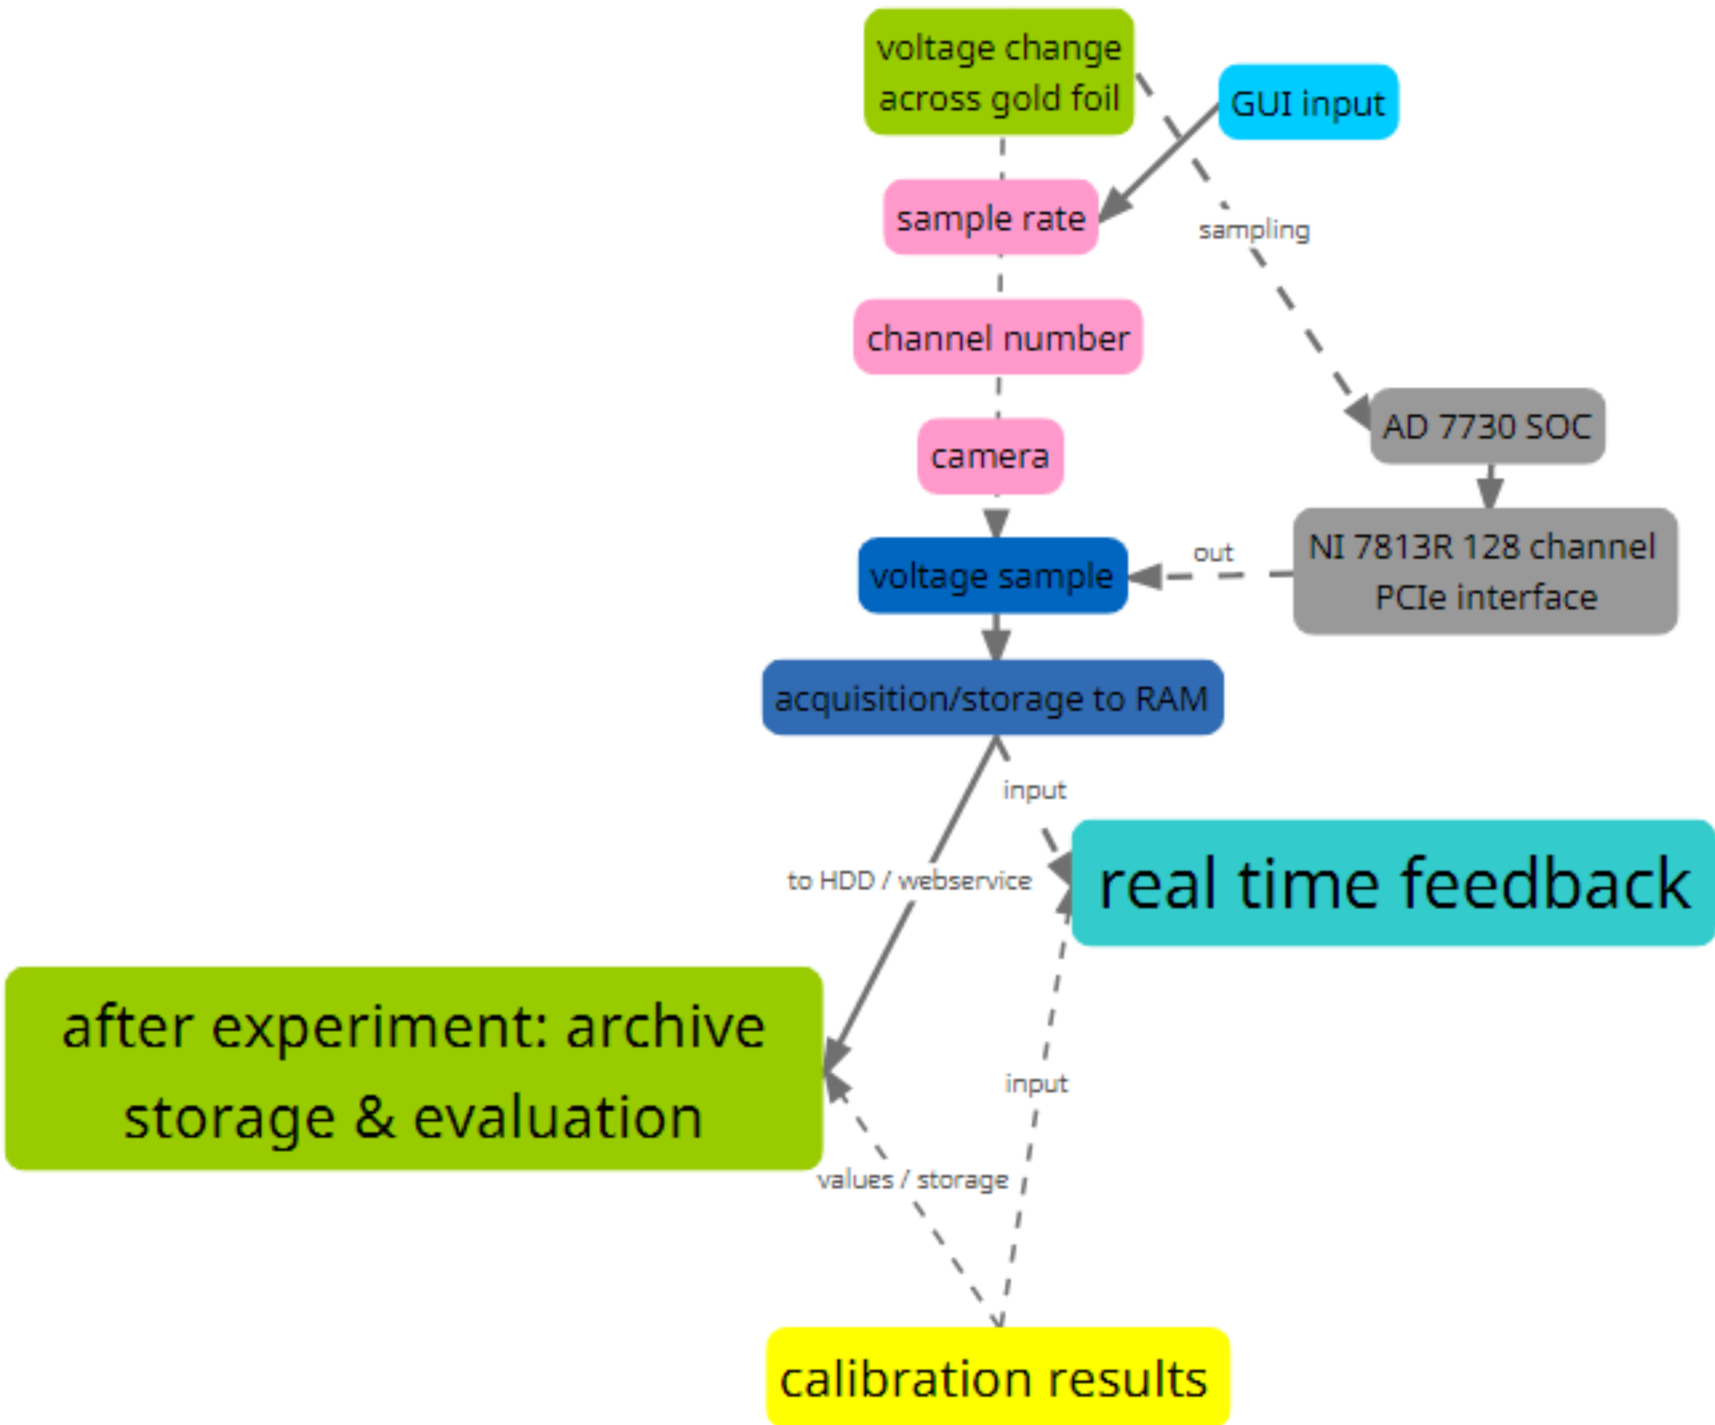 voltage change
across gold foil
GUI input
sample rate
sampling
channel number
AD 7730 SOC
camera
NI 7813R 128 channel
PCIe interface
out
voltage sample
acquisition/storage to RAM
input
to HDD / webservice
real time feedback
after experiment: archive
storage & evaluation
input
values / storage
calibration results